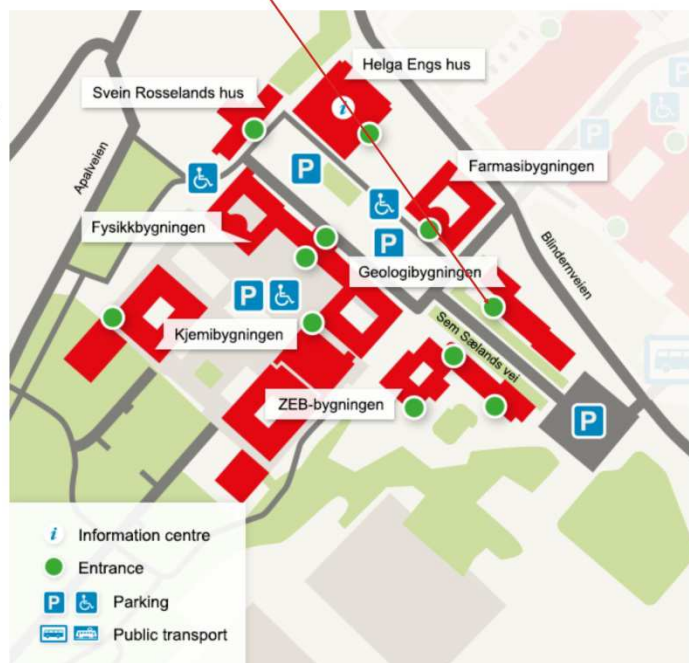 Helga Engs hus
Svein Rosselands hus
P
Apalveien
Farmasibygningen
P
Fysikkbygningen
Geologibygningen
Blindernveien
P
Kjemibygningen
Sem Sælands vei
ZEB-bygningen
P
i Information centre
Entrance
P Parking
Public transport